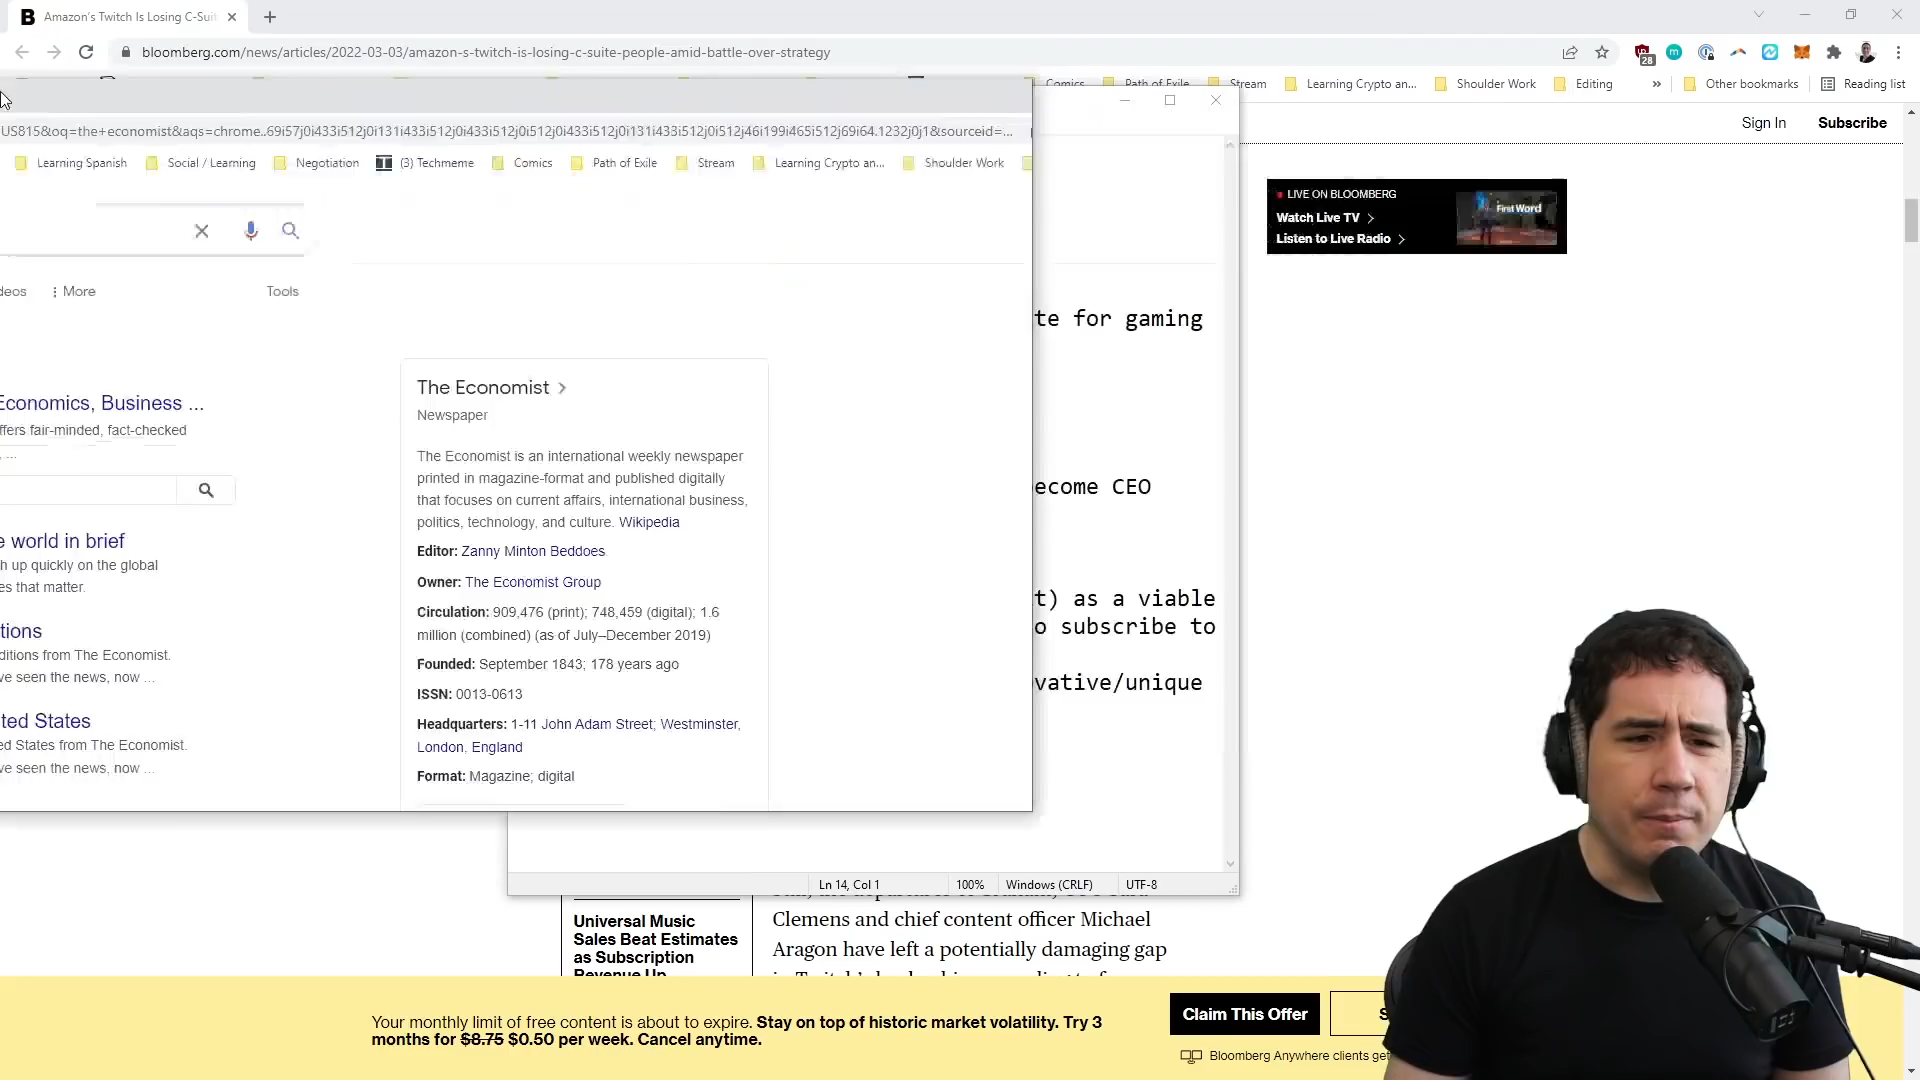 Amazon's Twitch Is Losing C-Suit
bloomberg.com/news/articles/2022-03-03/amazon-s-twitch-is-losing-c-suite-people-amid-battle-over-strategy
28
Comics
Path of Exile
Stream
Learning Crypto an...
Shoulder Work
Editing
»
Other bookmarks
Reading list
US815&oq=the+economist&aqs=chrome..69i57j0i433i512j0i131i433i512j0i433i512j0i512j0i433i512j0i131i433i512j0i512j46i199i465i512j69i64.1232j0j1&sourceid=...
Learning Spanish
Social / Learning
Negotiation
(3) Techmeme
Comics
Path of Exile
Stream
Learning Crypto an...
Shoulder Work
Sign In
Subscribe
LIVE ON BLOOMBERG
Watch Live TV
Listen to Live Radio
First Word
deos
More
Tools
te for gaming
Economics, Business ...
ffers fair-minded, fact-checked
, ...
e world in brief
h up quickly on the global
es that matter.
tions
ditions from The Economist.
ve seen the news, now ...
ted States
ed States from The Economist.
ve seen the news, now ...
The Economist
Newspaper
The Economist is an international weekly newspaper
printed in magazine-format and published digitally
that focuses on current affairs, international business,
politics, technology, and culture. Wikipedia
Editor: Zanny Minton Beddoes
Owner: The Economist Group
Circulation: 909,476 (print); 748,459 (digital); 1.6
million (combined) (as of July–December 2019)
Founded: September 1843; 178 years ago
ISSN: 0013-0613
Headquarters: 1-11 John Adam Street; Westminster,
London, England
Format: Magazine; digital
ecome CEO
t) as a viable
o subscribe to
vative/unique
Ln 14, Col 1
100%
Windows (CRLF)
UTF-8
Universal Music
Sales Beat Estimates
as Subscription
Revenue Up
Clemens and chief content officer Michael
Aragon have left a potentially damaging gap
Your monthly limit of free content is about to expire. Stay on top of historic market volatility. Try 3
months for $8.75 $0.50 per week. Cancel anytime.
Claim This Offer
S
Bloomberg Anywhere clients get